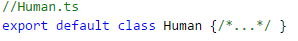 //Human.ts
export default class Human {/*...*/ }